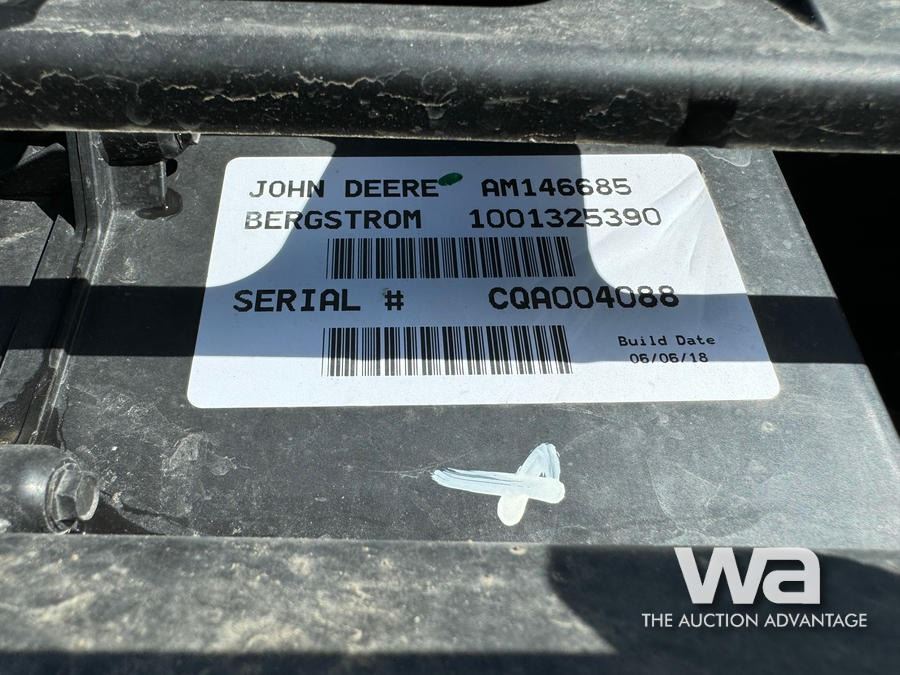 JOHN DEERE AM146685
BERGSTROM 1001325390
SERIAL # CQA004088
Build Date
06/06/18
wa
THE AUCTION ADVANTAGE